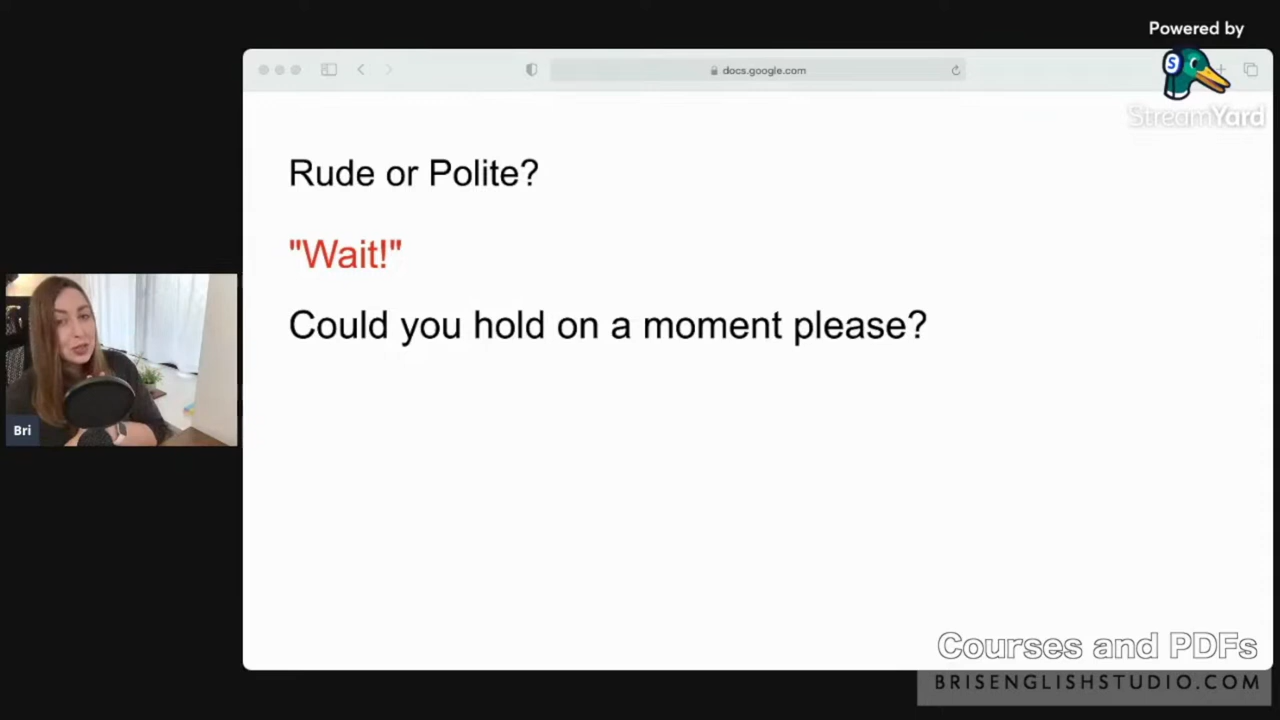 Powered by
docs.google.com
S
StreamYard
Rude or Polite?
"Wait!"
Could you hold on a moment please?
Bri
Courses and PDFs
BRISENGLISHSTUDIO.COM